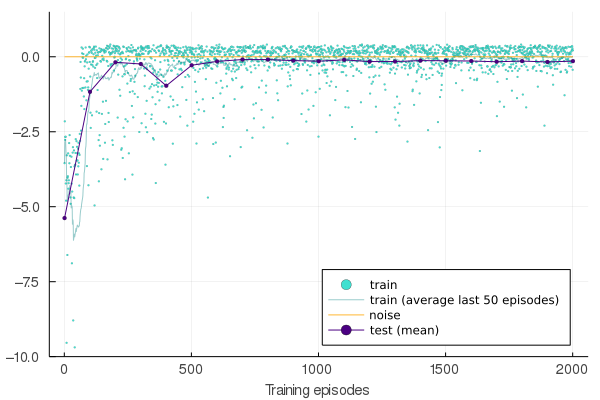 0.0
−2.5
−5.0
−7.5
−10.0
0
500
1000
1500
2000
Training episodes
train
train (average last 50 episodes)
noise
test (mean)